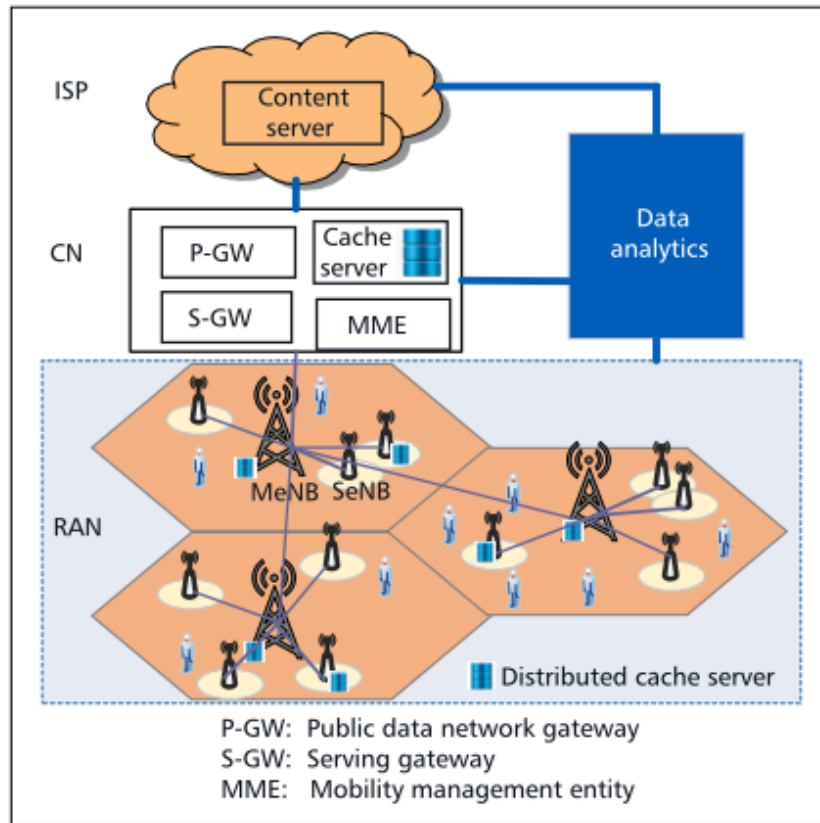 ISP
Content
server
Data
analytics
CN
P-GW
Cache
server
S-GW
MME
MeNB
SeNB
RAN
Distributed cache server
P-GW: Public data network gateway
S-GW: Serving gateway
MME: Mobility management entity